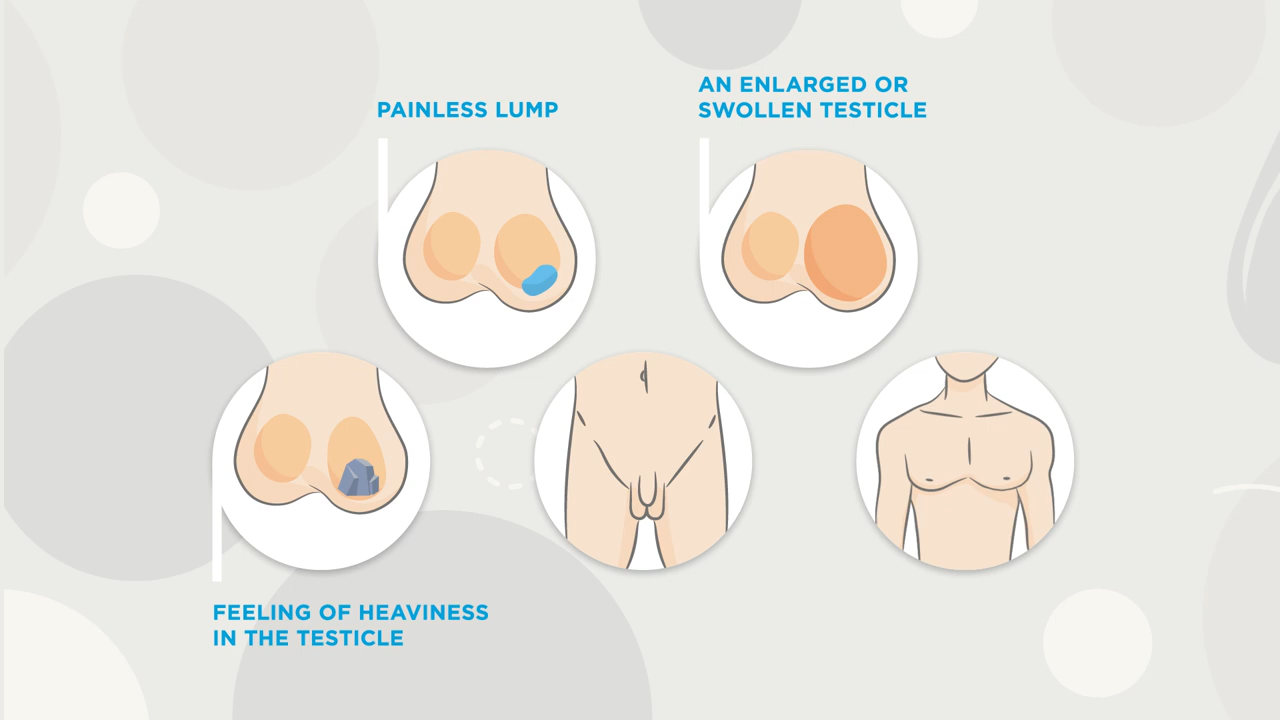 PAINLESS LUMP
AN ENLARGED OR
SWOLLEN TESTICLE
FEELING OF HEAVINESS
IN THE TESTICLE